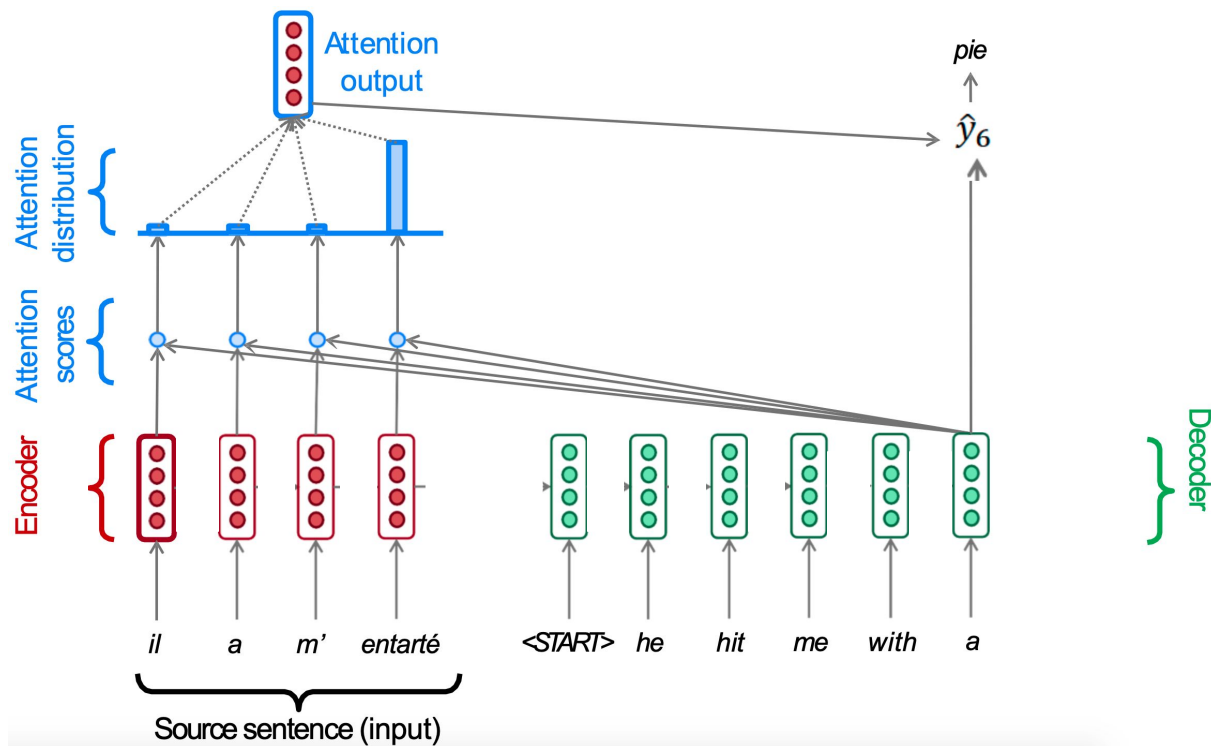 Attention
output
pie
ŷ₆
Attention
distribution
Attention
scores
Encoder
Decoder
il a m' entarté <START> he hit me with a
Source sentence (input)